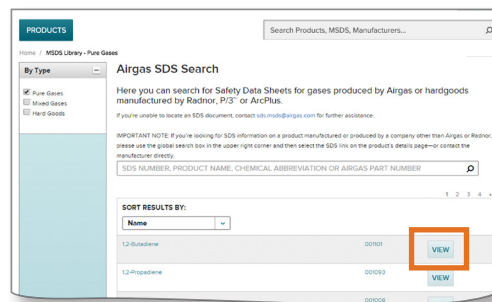 PRODUCTS
Search Products, MSDS, Manufacturers...
Home / MSDS Library - Pure Gases
By Type
Pure Gases
Mixed Gases
Hard Goods
Airgas SDS Search
Here you can search for Safety Data Sheets for gases produced by Airgas or hardgoods
manufactured by Radnor, P/3™ or ArcPlus.
If you're unable to locate an SDS document, contact sds.msds@airgas.com for further assistance.
IMPORTANT NOTE: If you're looking for SDS information on a product manufactured or produced by a company other than Airgas or Radnor,
please use the global search box in the upper right corner and then select the SDS link on the product's details page—or contact the
manufacturer directly.
SDS NUMBER, PRODUCT NAME, CHEMICAL ABBREVIATION OR AIRGAS PART NUMBER
1 2 3 4 »
SORT RESULTS BY:
Name
1,2-Butadiene 001101 VIEW
1,2-Propadiene 001093 VIEW